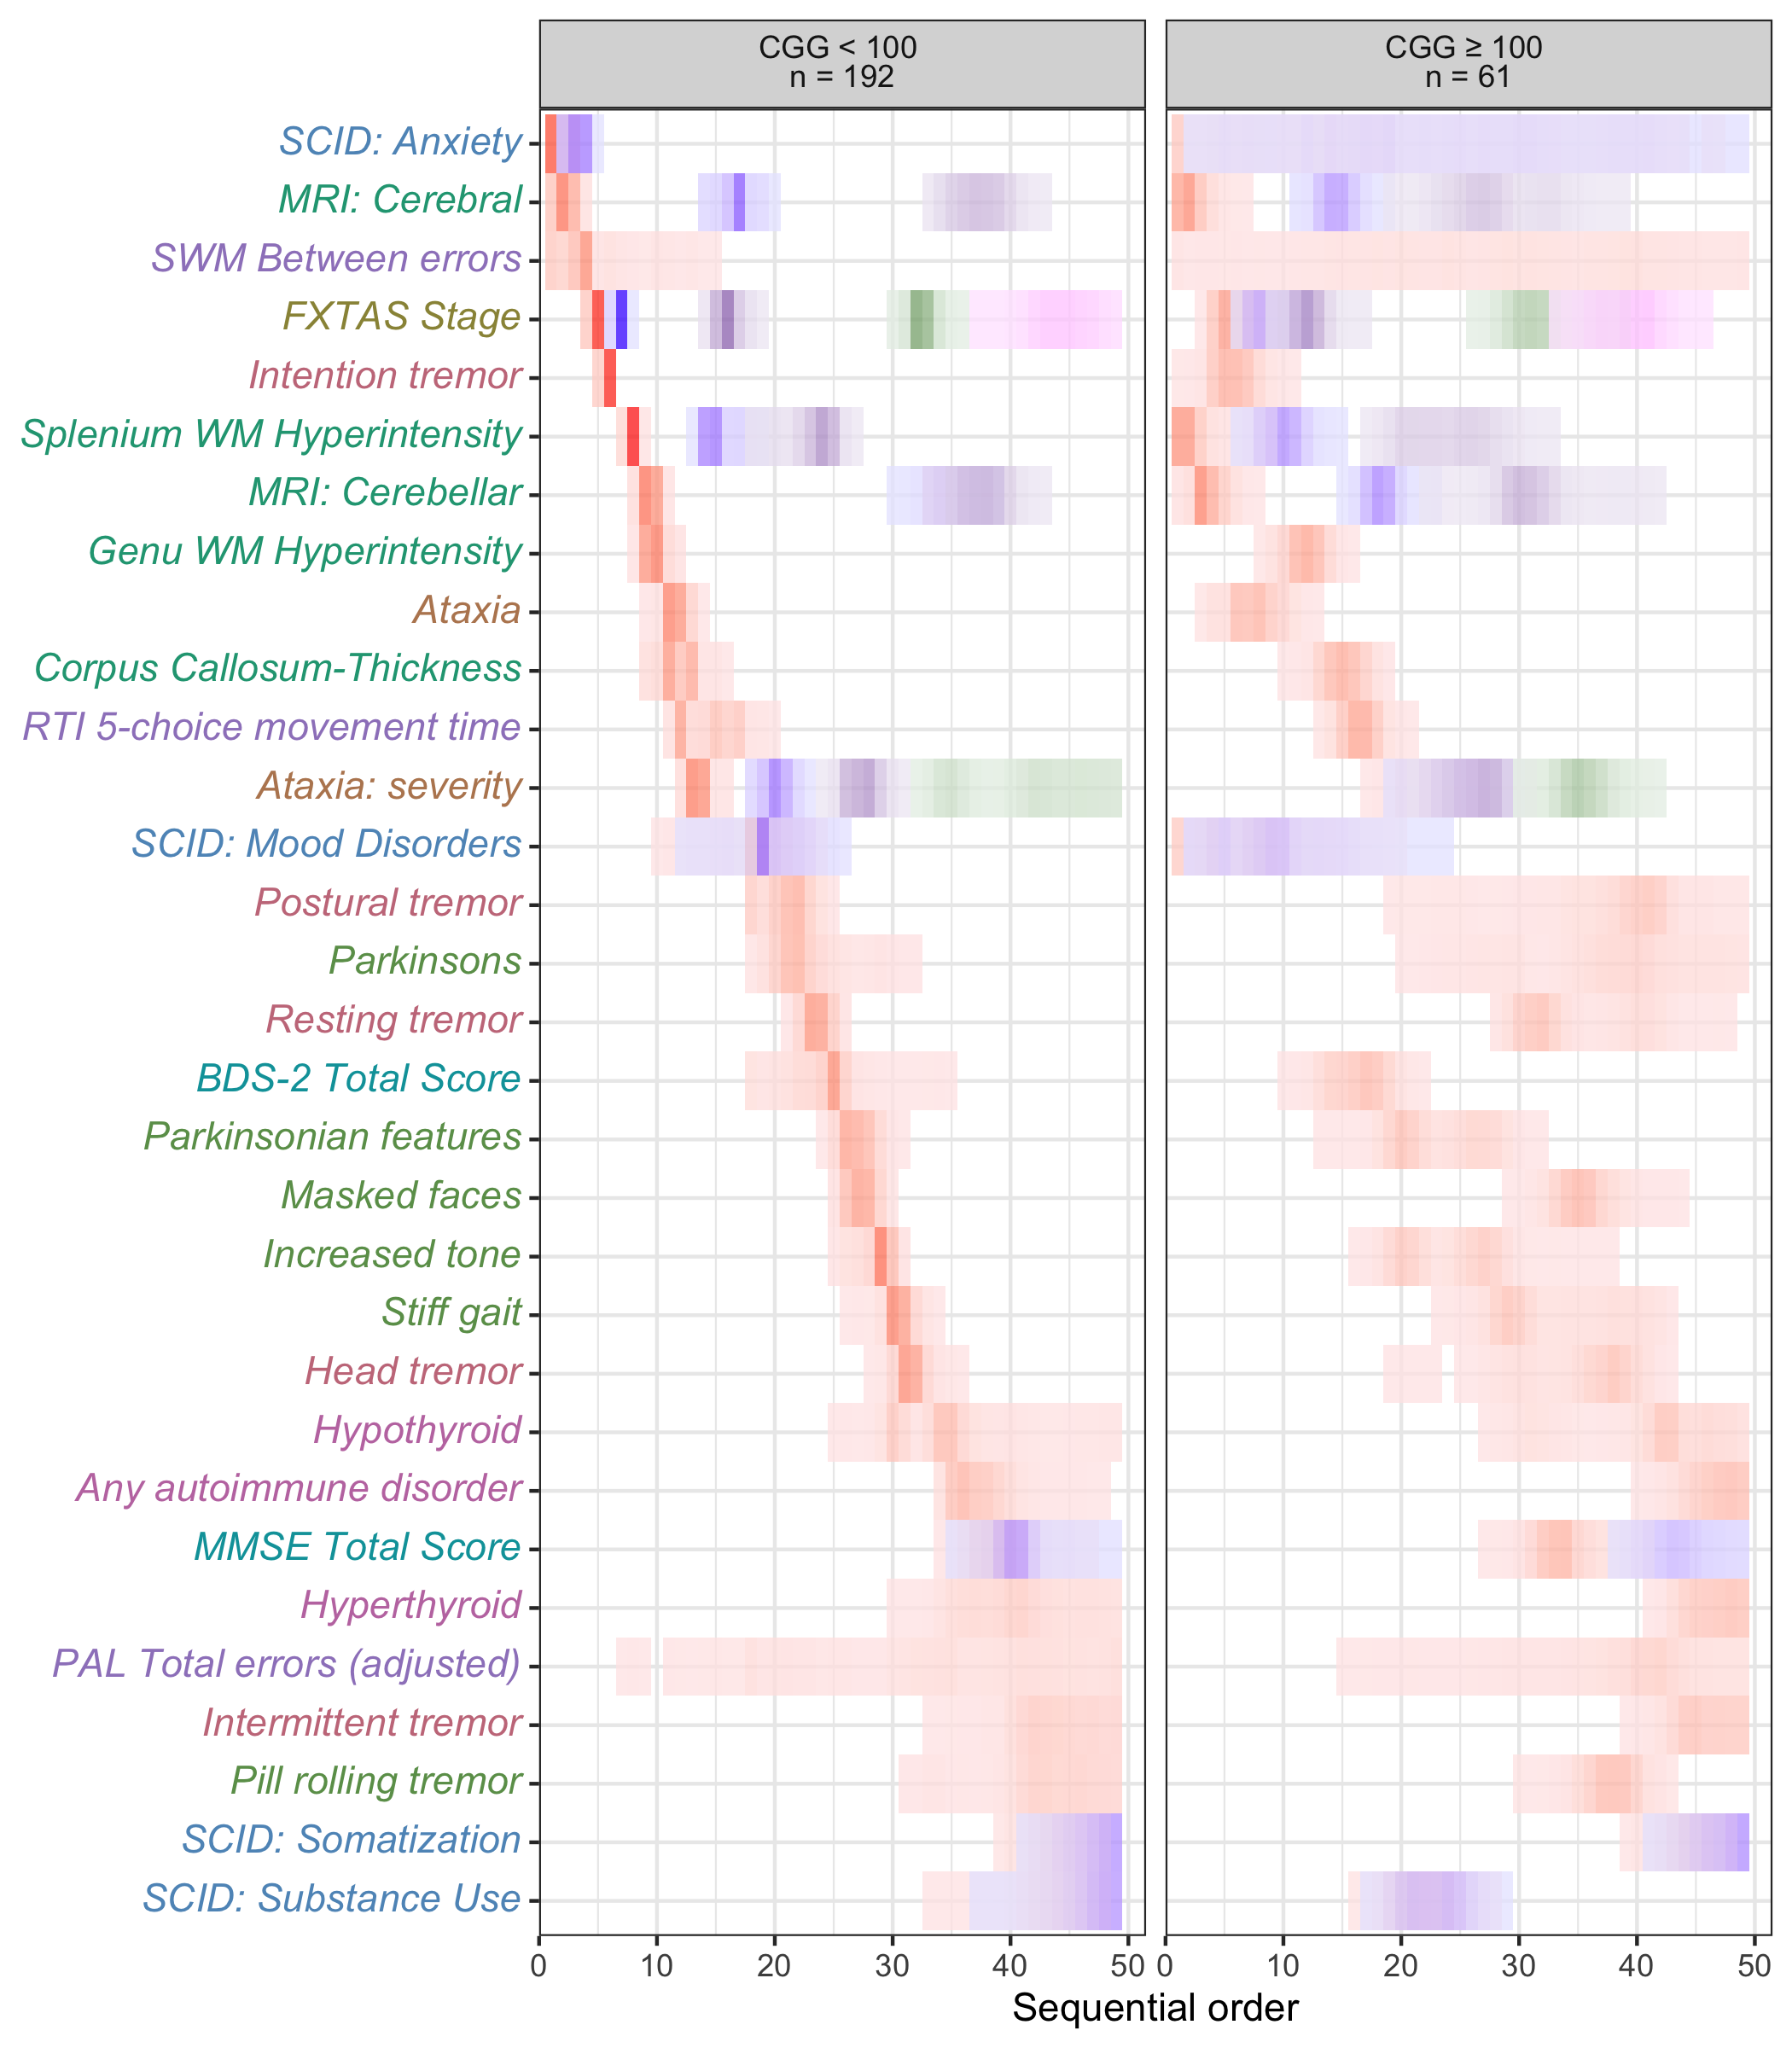 CGG < 100
n = 192
CGG ≥ 100
n = 61
SCID: Anxiety
MRI: Cerebral
SWM Between errors
FXTAS Stage
Intention tremor
Splenium WM Hyperintensity
MRI: Cerebellar
Genu WM Hyperintensity
Ataxia
Corpus Callosum-Thickness
RTI 5-choice movement time
Ataxia: severity
SCID: Mood Disorders
Postural tremor
Parkinsons
Resting tremor
BDS-2 Total Score
Parkinsonian features
Masked faces
Increased tone
Stiff gait
Head tremor
Hypothyroid
Any autoimmune disorder
MMSE Total Score
Hyperthyroid
PAL Total errors (adjusted)
Intermittent tremor
Pill rolling tremor
SCID: Somatization
SCID: Substance Use
0 10 20 30 40 50 0 10 20 30 40 50
Sequential order